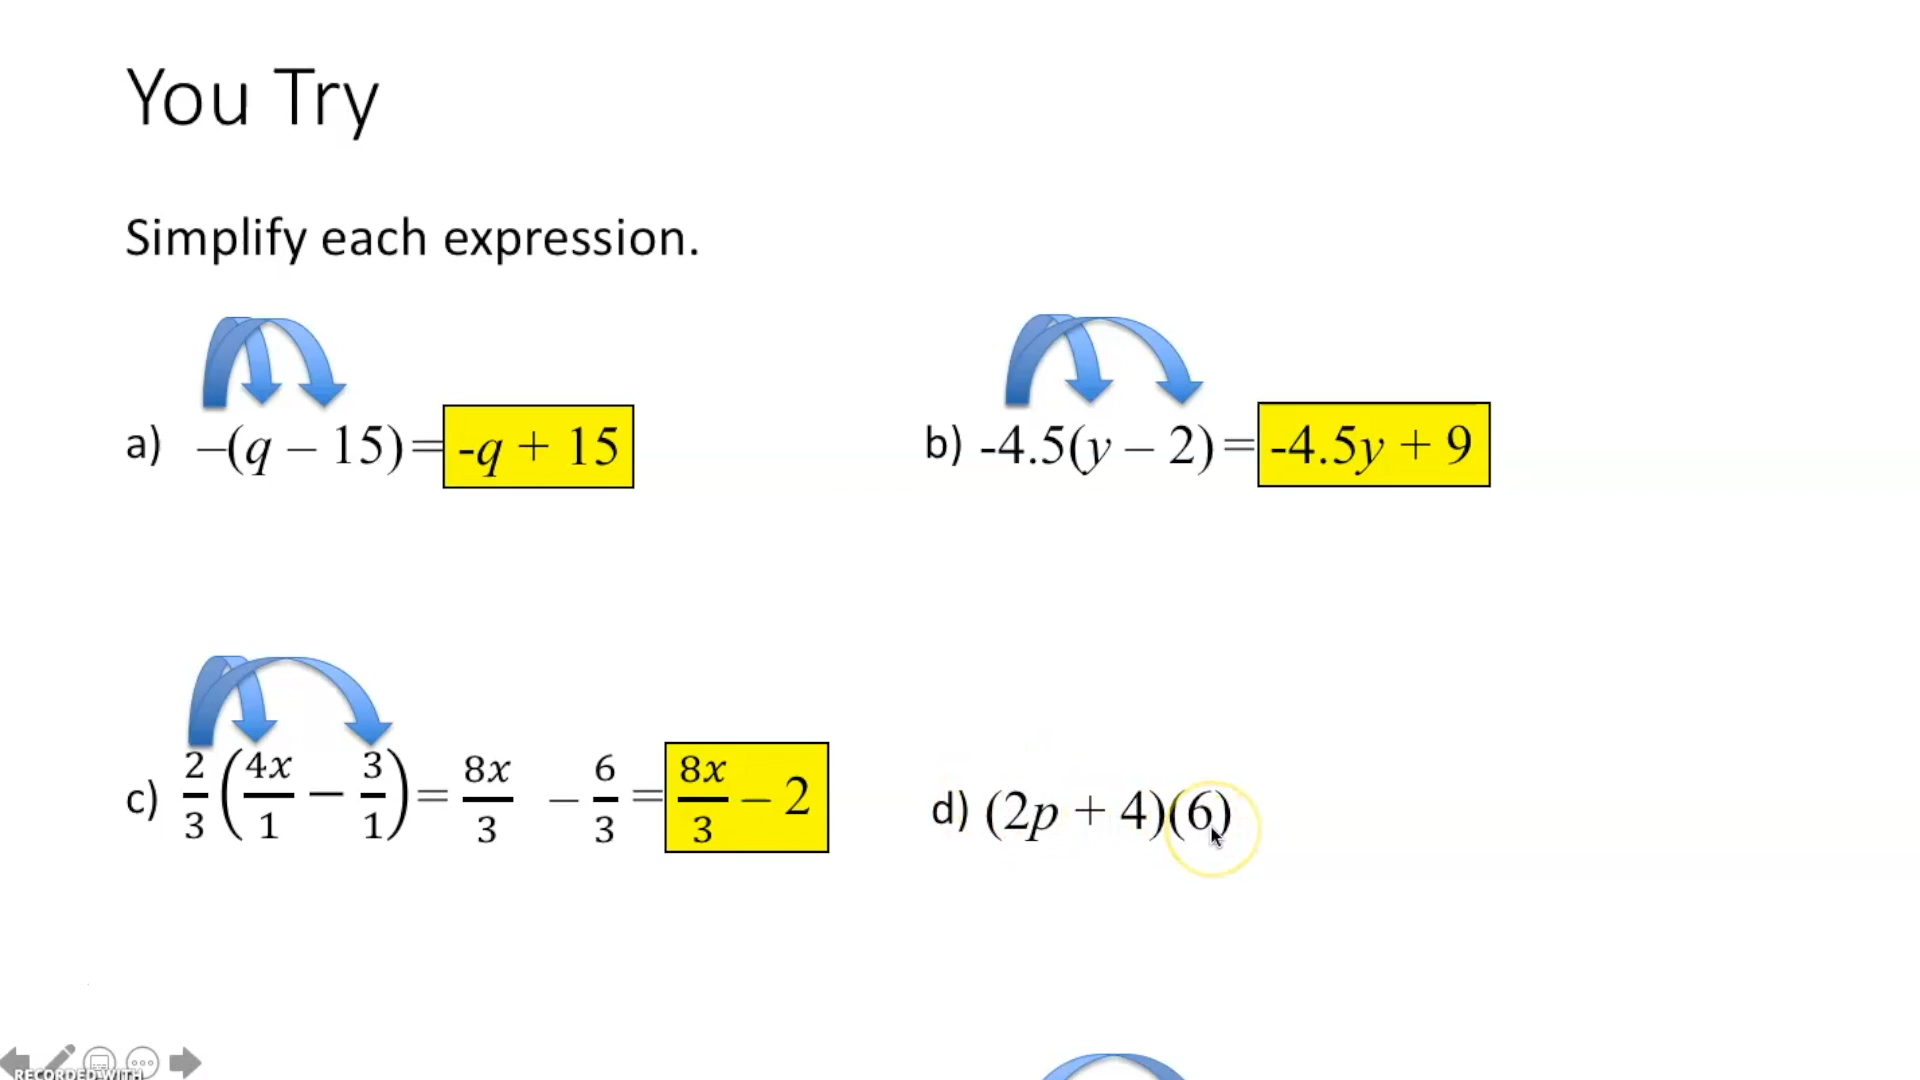 You Try
Simplify each expression.
a) –(q – 15) = -q + 15
b) -4.5(y – 2) = -4.5y + 9
c) 2/3 (4x/1 – 3/1) = 8x/3 – 6/3 = 8x/3 – 2
d) (2p + 4)(6)
RECORDED WITH